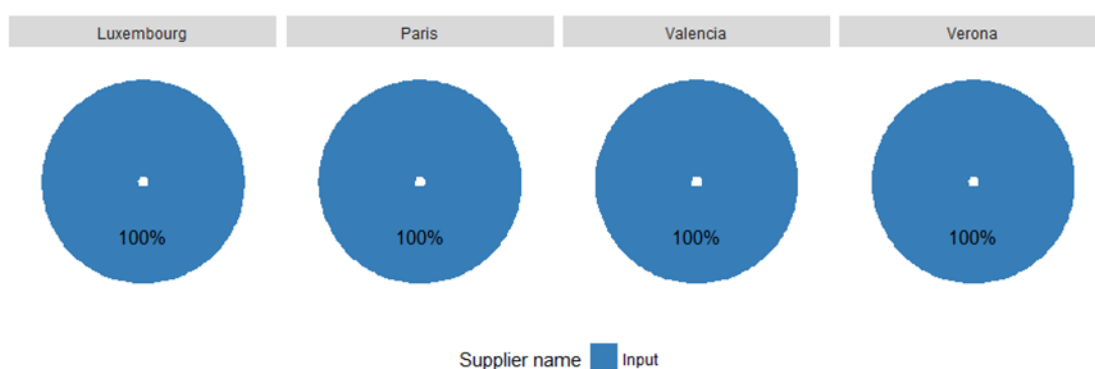 Luxembourg Paris Valencia Verona
100% 100% 100% 100%
Supplier name Input